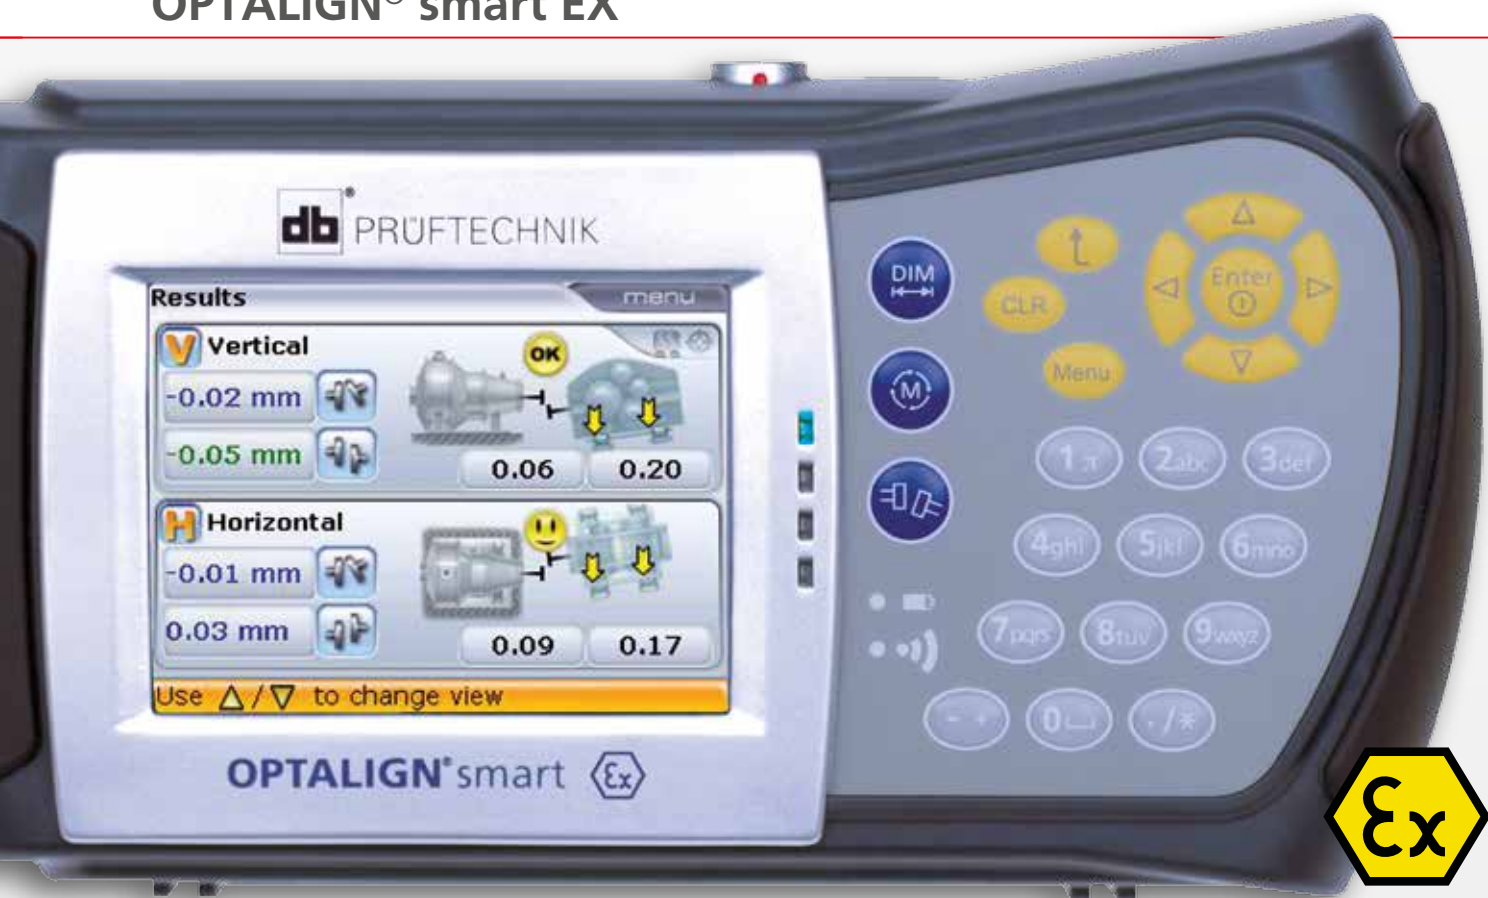 OPTALIGN® smart EX
db® PRÜFTECHNIK
Results
menu
V Vertical
OK
-0.02 mm
-0.05 mm
0.06
0.20
H Horizontal
-0.01 mm
0.03 mm
0.09
0.17
Use △/▽ to change view
OPTALIGN® smart Ex
DIM
M
CLR
Enter
Menu
1
2abc
3def
4ghi
5jkl
6mno
7pqrs
8tuv
9wxyz
- +
0
. /*
Ex